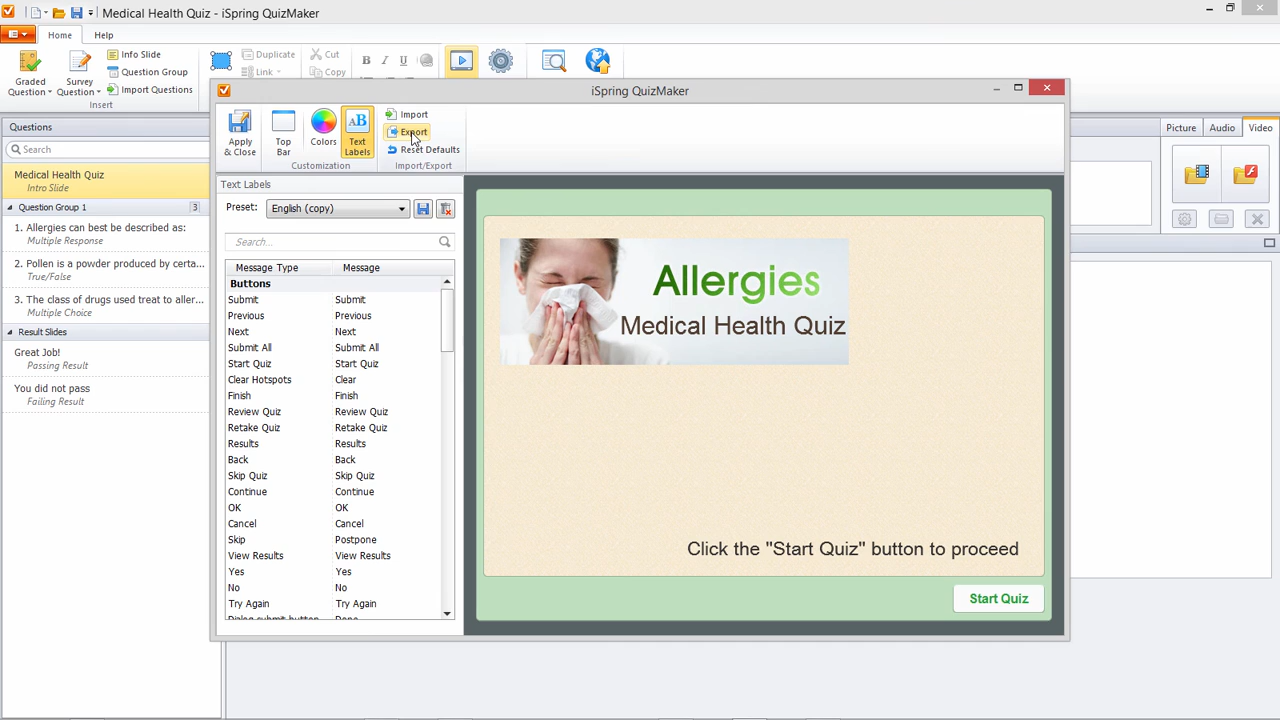 Medical Health Quiz - iSpring QuizMaker
Home Help
Graded Question
Survey Question
Info Slide
Question Group
Import Questions
Insert
Duplicate
Link
Cut
Copy
B I U
iSpring QuizMaker
Apply & Close
Top Bar
Colors
Text Labels
Customization
Import
Export
Reset Defaults
Import/Export
Questions
Search
Medical Health Quiz
Intro Slide
Question Group 1 3
1. Allergies can best be described as:
Multiple Response
2. Pollen is a powder produced by certa...
True/False
3. The class of drugs used treat to aller...
Multiple Choice
Result Slides
Great Job!
Passing Result
You did not pass
Failing Result
Text Labels
Preset: English (copy)
Search...
Message Type Message
Buttons
Submit Submit
Previous Previous
Next Next
Submit All Submit All
Start Quiz Start Quiz
Clear Hotspots Clear
Finish Finish
Review Quiz Review Quiz
Retake Quiz Retake Quiz
Results Results
Back Back
Skip Quiz Skip Quiz
Continue Continue
OK OK
Cancel Cancel
Skip Postpone
View Results View Results
Yes Yes
No No
Try Again Try Again
Dialog submit button Done
Allergies
Medical Health Quiz
Click the "Start Quiz" button to proceed
Start Quiz
Picture Audio Video